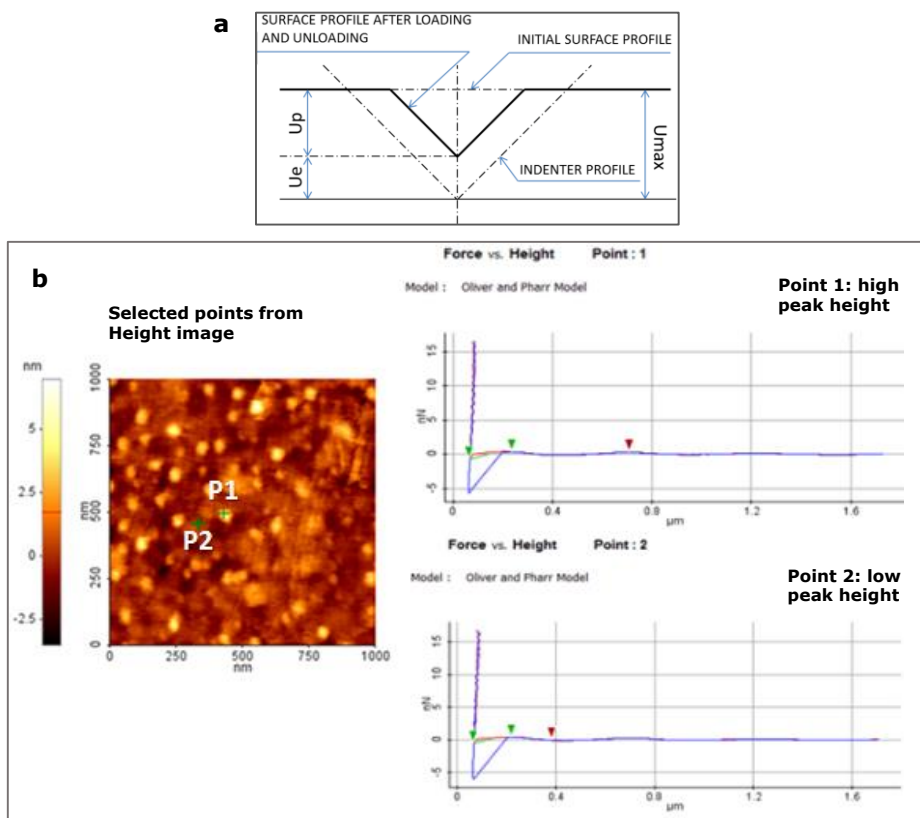 a
SURFACE PROFILE AFTER LOADING
AND UNLOADING
INITIAL SURFACE PROFILE
Up
Ue
Umax
INDENTER PROFILE
b
Selected points from
Height image
nm
5
2.5
0
-2.5
1000
750
500
nm
250
0
P1
P2
0
250
500
750
1000
nm
Force vs. Height Point : 1
Model : Oliver and Pharr Model
Point 1: high
peak height
15
10
5
0
-5
nN
0
0.4
0.8
1.2
1.6
µm
Force vs. Height Point : 2
Model : Oliver and Pharr Model
Point 2: low
peak height
15
10
5
0
-5
nN
0
0.4
0.8
1.2
1.6
µm